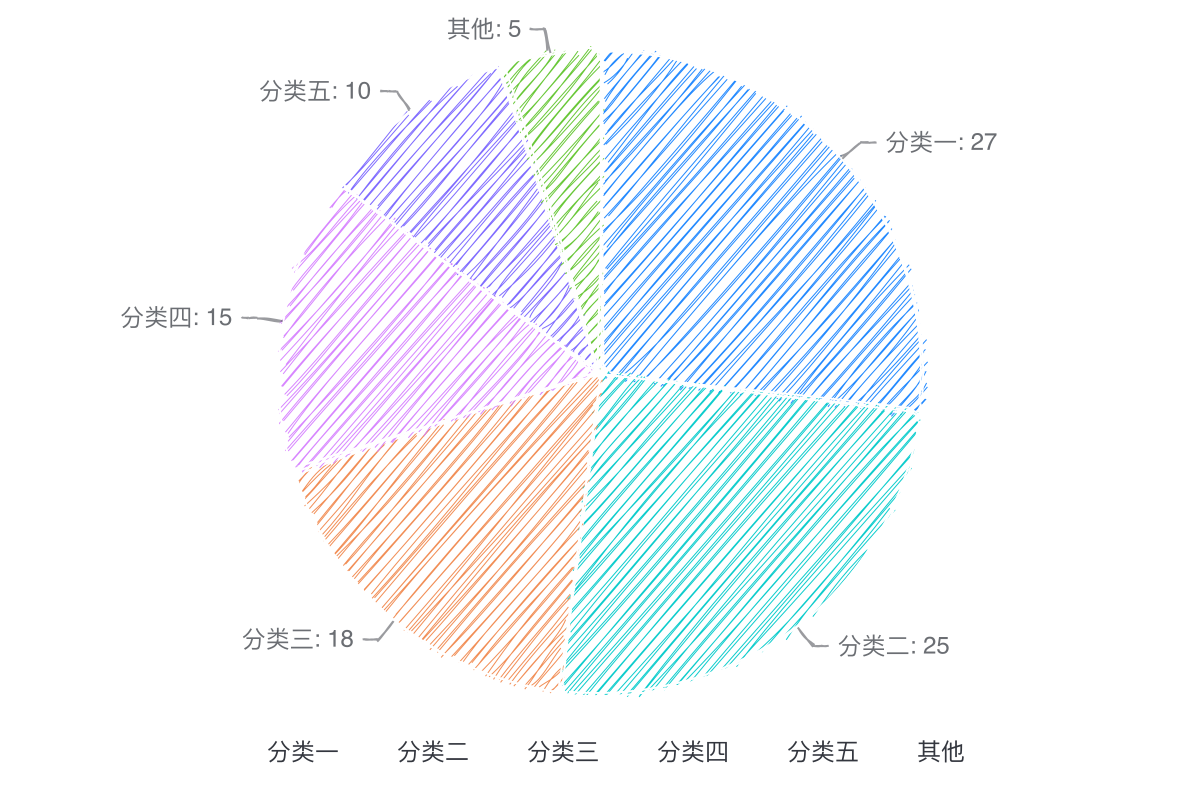 其他: 5
分类五: 10
分类一: 27
分类四: 15
分类三: 18
分类二: 25
分类一 分类二 分类三 分类四 分类五 其他